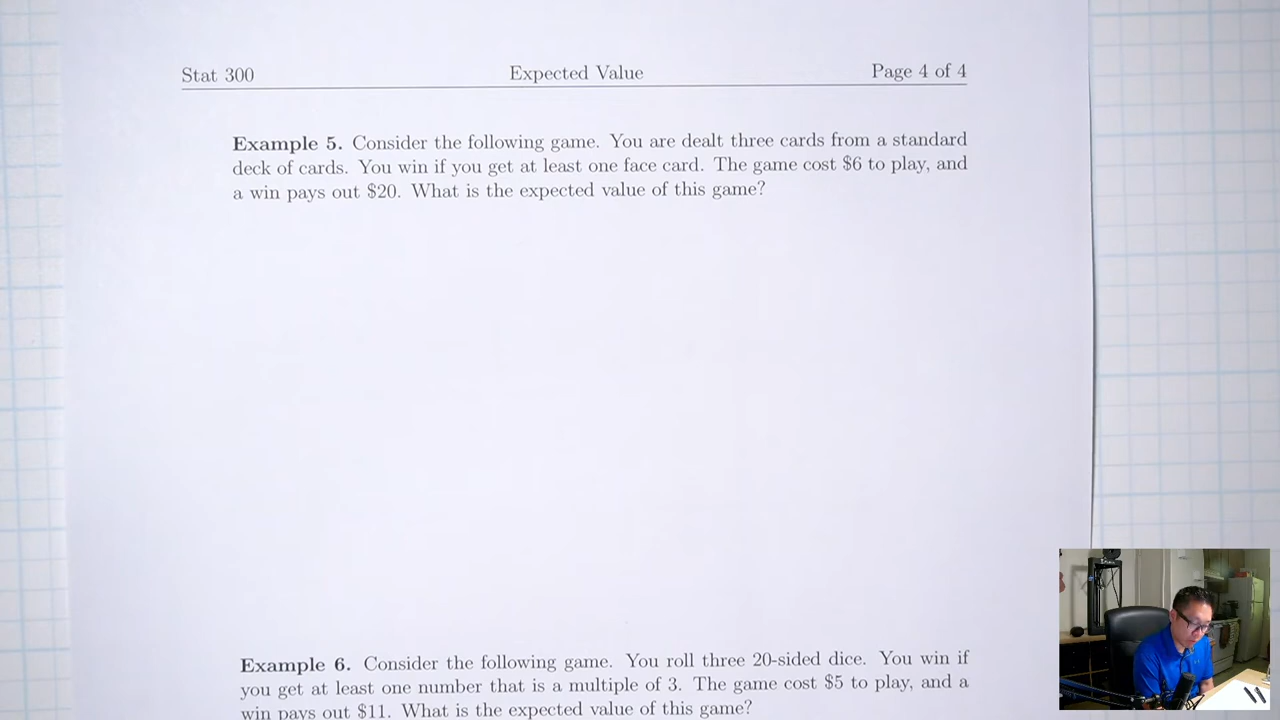 Stat 300 Expected Value Page 4 of 4
Example 5. Consider the following game. You are dealt three cards from a standard
deck of cards. You win if you get at least one face card. The game cost $6 to play, and
a win pays out $20. What is the expected value of this game?
Example 6. Consider the following game. You roll three 20-sided dice. You win if
you get at least one number that is a multiple of 3. The game cost $5 to play, and a
win pays out the expected value of this game?